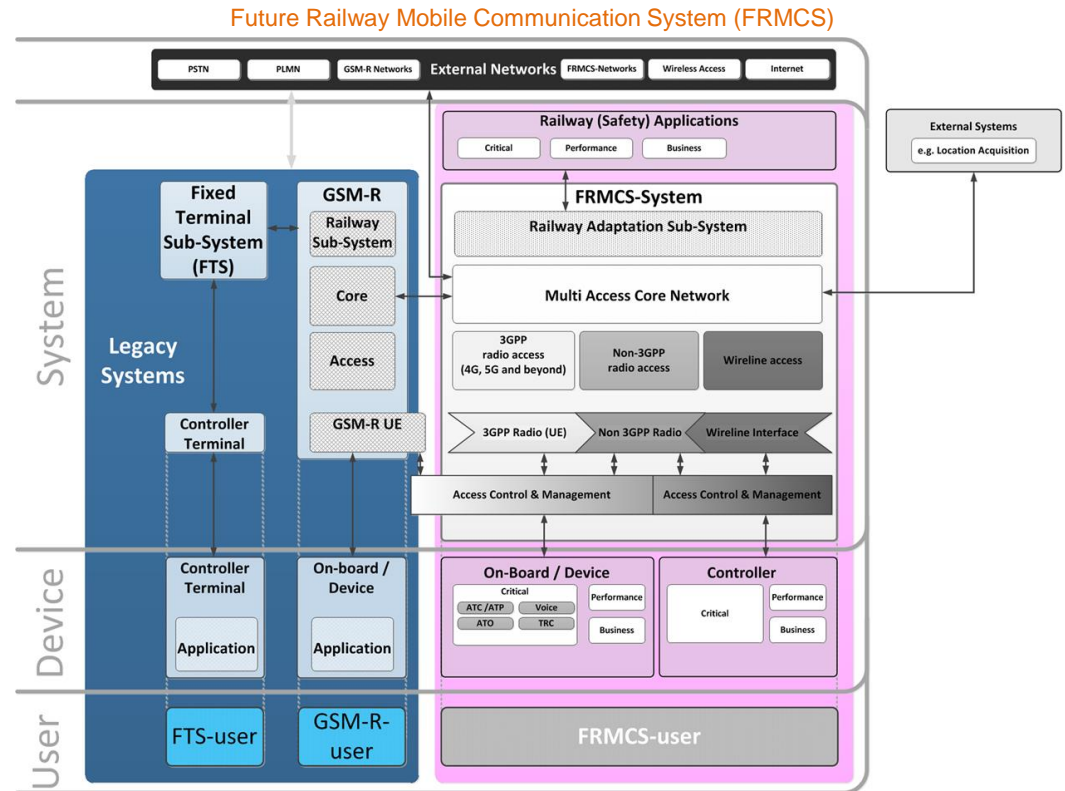 Future Railway Mobile Communication System (FRMCS)
PSTN
PLMN
GSM-R Networks
External Networks
FRMCS-Networks
Wireless Access
Internet
Railway (Safety) Applications
Critical
Performance
Business
External Systems
e.g. Location Acquisition
System
Legacy
Systems
Fixed
Terminal
Sub-System
(FTS)
GSM-R
Railway
Sub-System
Core
Access
GSM-R UE
Controller
Terminal
FRMCS-System
Railway Adaptation Sub-System
Multi Access Core Network
3GPP
radio access
(4G, 5G and beyond)
Non-3GPP
radio access
Wireline access
3GPP Radio (UE)
Non 3GPP Radio
Wireline Interface
Access Control & Management
Access Control & Management
Device
Controller
Terminal
Application
On-board /
Device
Application
On-Board / Device
Critical
ATC /ATP
Voice
ATO
TRC
Performance
Business
Controller
Critical
Performance
Business
User
FTS-user
GSM-R-
user
FRMCS-user